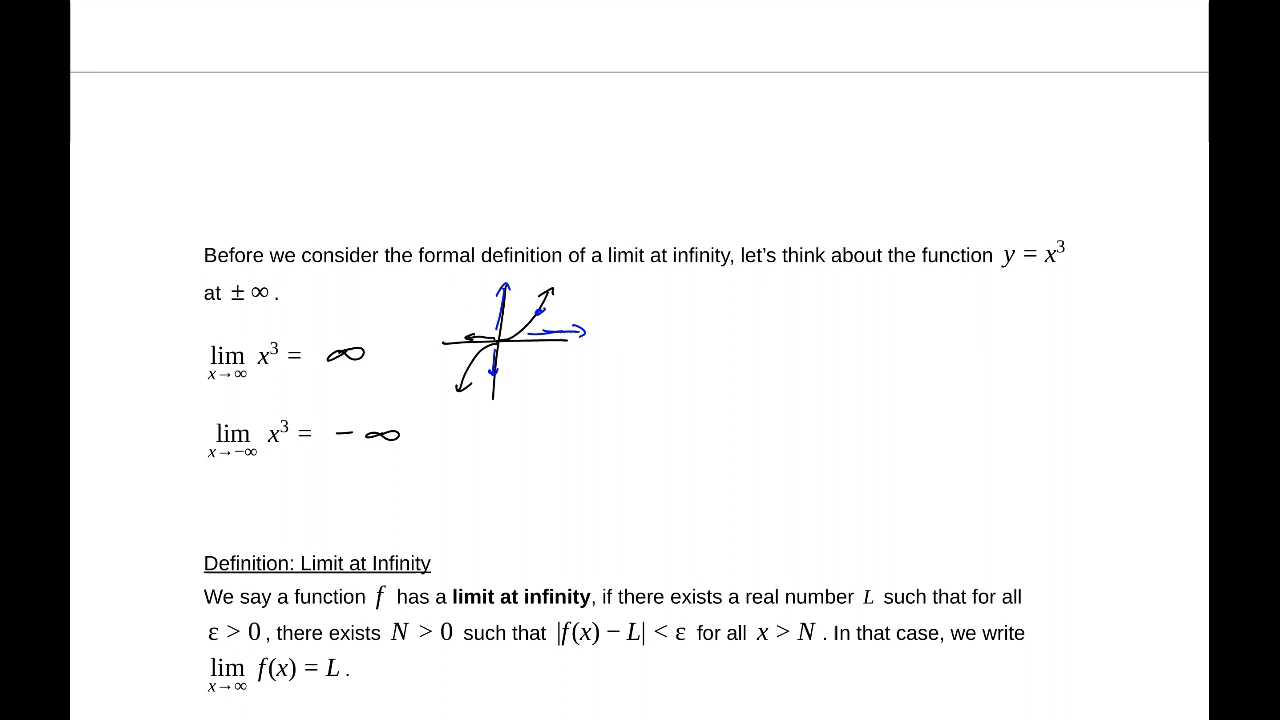 Before we consider the formal definition of a limit at infinity, let's think about the function y = x³
at ± ∞ .
lim x³ = ∞
x→∞
lim x³ = − ∞
x→−∞
Definition: Limit at Infinity
We say a function f has a limit at infinity, if there exists a real number L such that for all
ε > 0 , there exists N > 0 such that |f(x) − L| < ε for all x > N . In that case, we write
lim f(x) = L .
x→∞